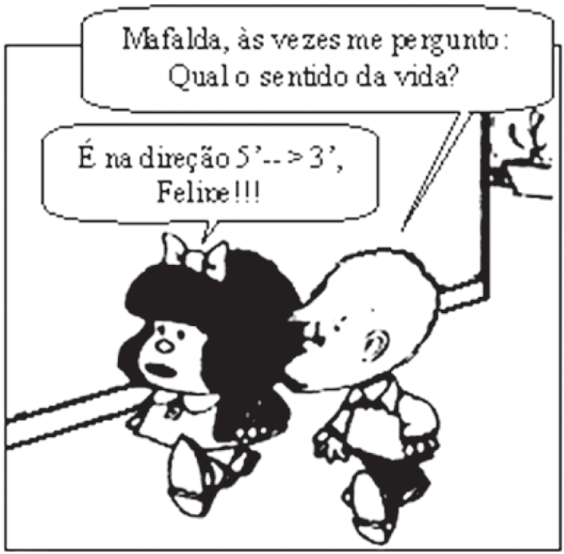 Mafalda, às vezes me pergunto:
Qual o sentido da vida?
É na direção 5’-- > 3’,
Felipe!!!